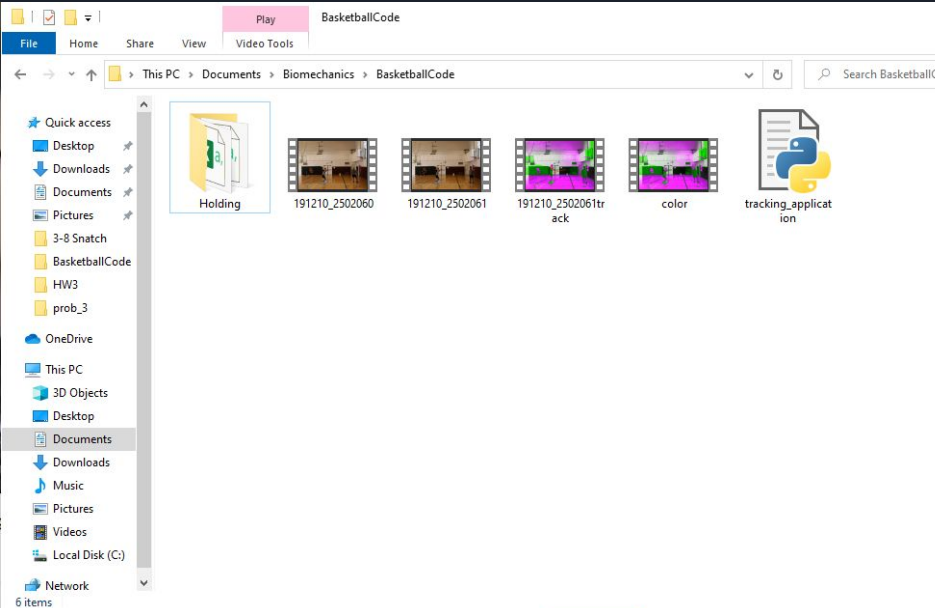 Play
BasketballCode
File
Home
Share
View
Video Tools
This PC
Documents
Biomechanics
BasketballCode
Search BasketballC
Quick access
Desktop
Downloads
Documents
Pictures
3-8 Snatch
BasketballCode
HW3
prob_3
OneDrive
This PC
3D Objects
Desktop
Documents
Downloads
Music
Pictures
Videos
Local Disk (C:)
Network
Holding
191210_2502060
191210_2502061
191210_2502061tr
ack
color
tracking_applicat
ion
6 items